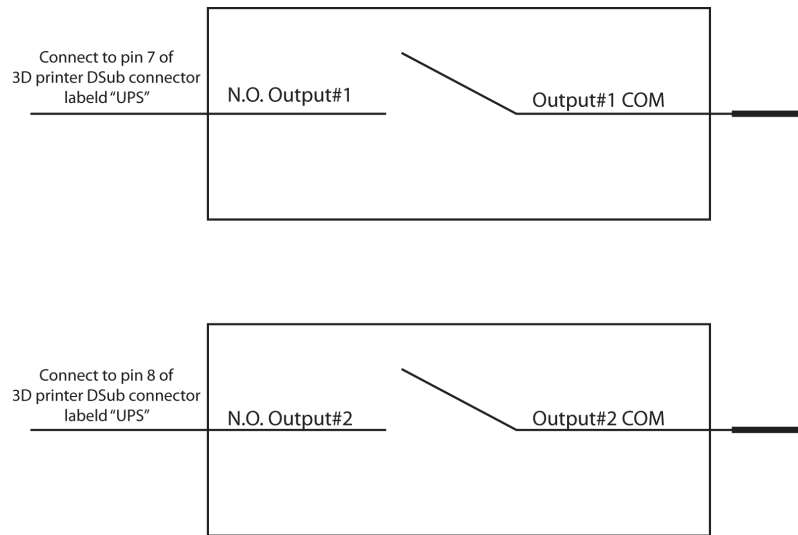 Connect to pin 7 of
3D printer DSub connector
labeld "UPS"
N.O. Output#1
Output#1 COM
Connect to pin 8 of
3D printer DSub connector
labeld "UPS"
N.O. Output#2
Output#2 COM